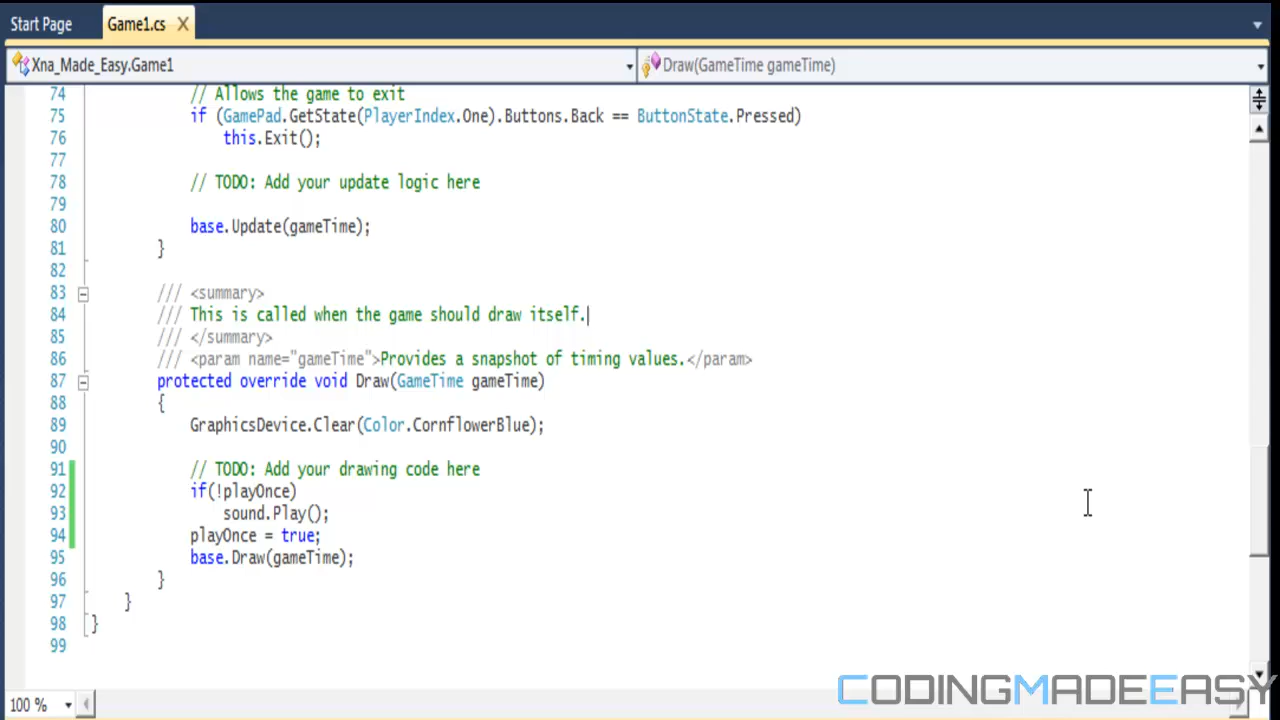 Start Page Game1.cs
Xna_Made_Easy.Game1 Draw(GameTime gameTime)
74 // Allows the game to exit
75 if (GamePad.GetState(PlayerIndex.One).Buttons.Back == ButtonState.Pressed)
76 this.Exit();
77
78 // TODO: Add your update logic here
79
80 base.Update(gameTime);
81 }
82
83 /// <summary>
84 /// This is called when the game should draw itself.
85 /// </summary>
86 /// <param name="gameTime">Provides a snapshot of timing values.</param>
87 protected override void Draw(GameTime gameTime)
88 {
89 GraphicsDevice.Clear(Color.CornflowerBlue);
90
91 // TODO: Add your drawing code here
92 if(!playOnce)
93 sound.Play();
94 playOnce = true;
95 base.Draw(gameTime);
96 }
97 }
98 }
99
100 %
CODINGMADEEASY